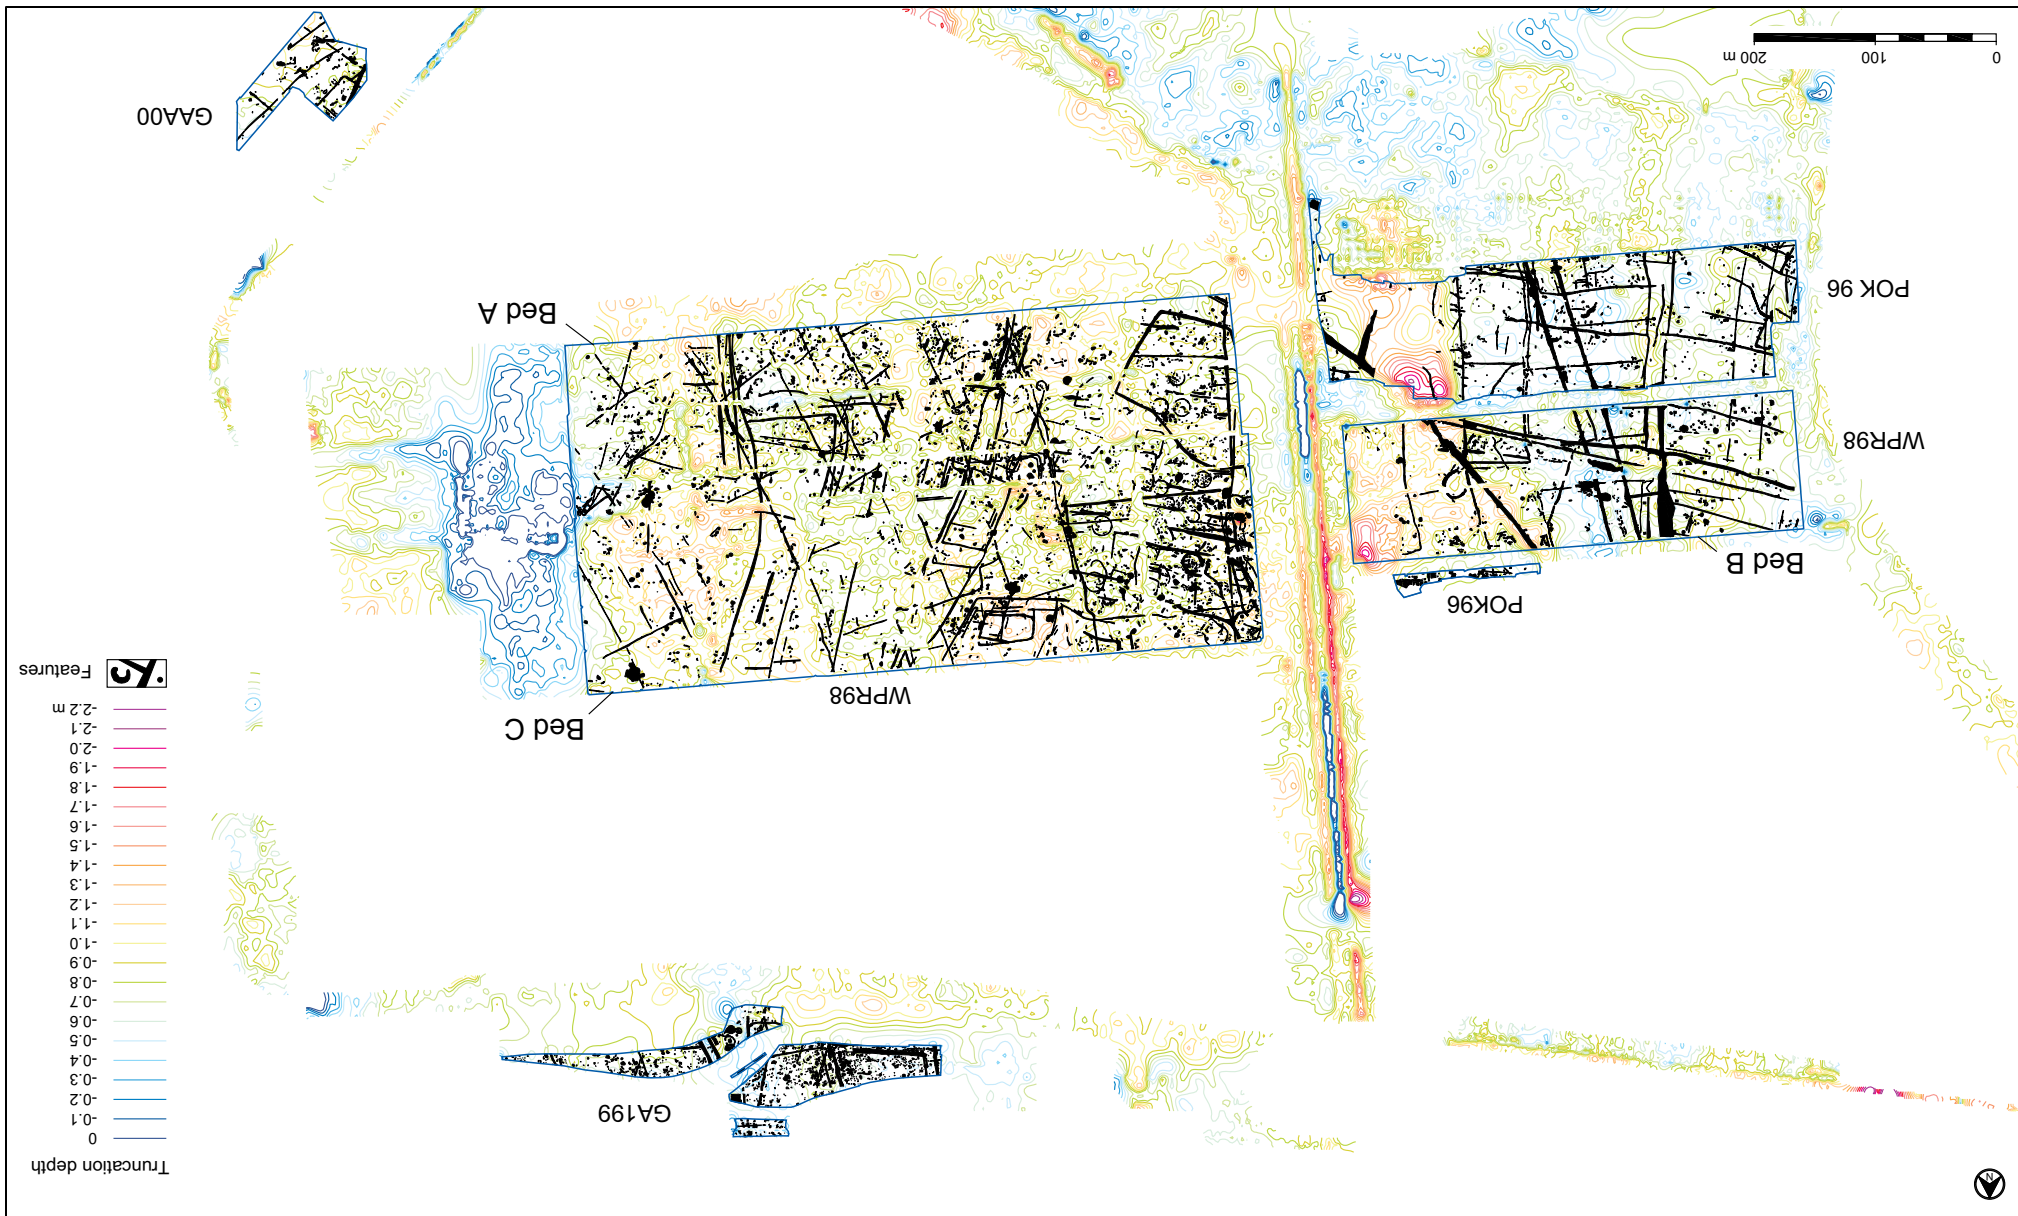 N
Truncation depth
0
-0.1
-0.2
-0.3
-0.4
-0.5
-0.6
-0.7
-0.8
-0.9
-1.0
-1.1
-1.2
-1.3
-1.4
-1.5
-1.6
-1.7
-1.8
-1.9
-2.0
-2.1
-2.2 m
Features
GA199
Bed C
WPR98
POK96
Bed B
WPR98
POK 96
Bed A
GAA00
0
100
200 m